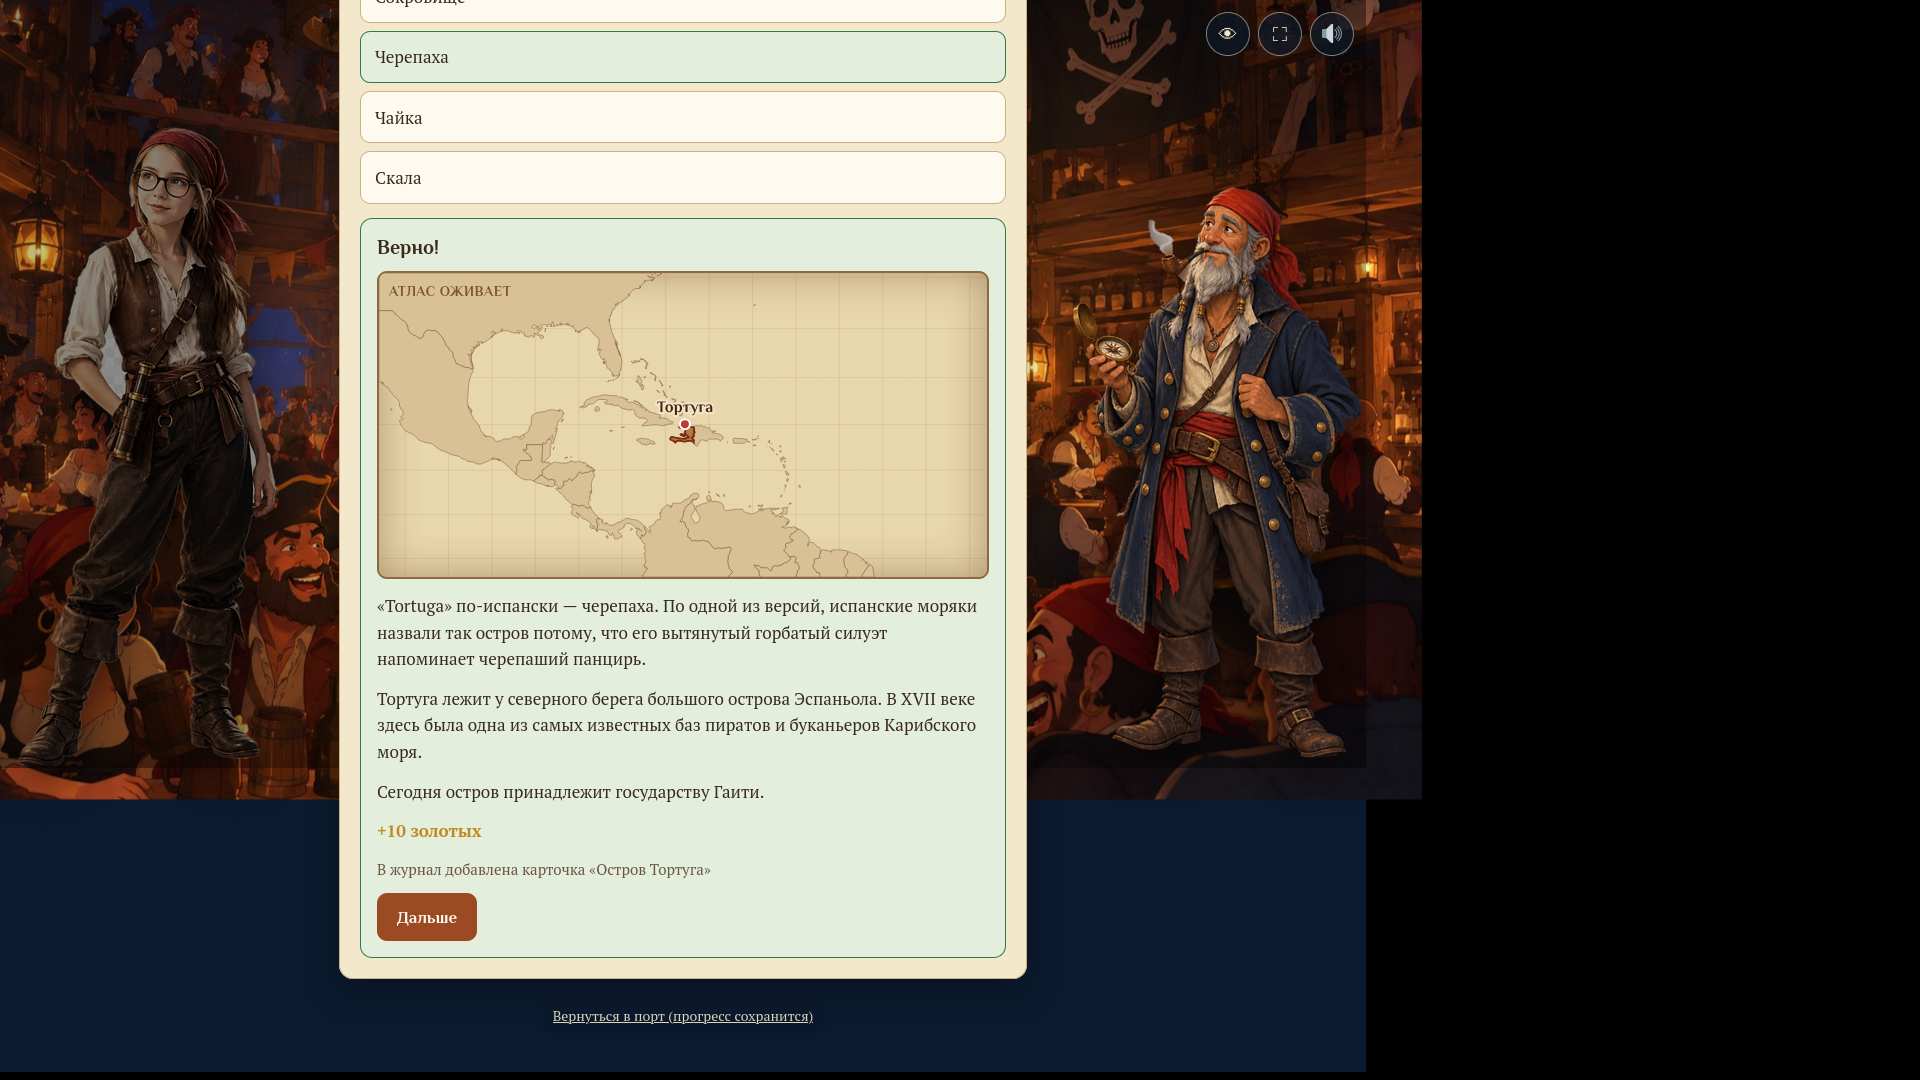 Сокровище
Черепаха
Чайка
Скала
Верно!
АТЛАС ОЖИВАЕТ
Тортуга
«Tortuga» по-испански — черепаха. По одной из версий, испанские моряки
назвали так остров потому, что его вытянутый горбатый силуэт
напоминает черепаший панцирь.
Тортуга лежит у северного берега большого острова Эспаньола. В XVII веке
здесь была одна из самых известных баз пиратов и буканьеров Карибского
моря.
Сегодня остров принадлежит государству Гаити.
+10 золотых
В журнал добавлена карточка «Остров Тортуга»
Дальше
Вернуться в порт (прогресс сохранится)